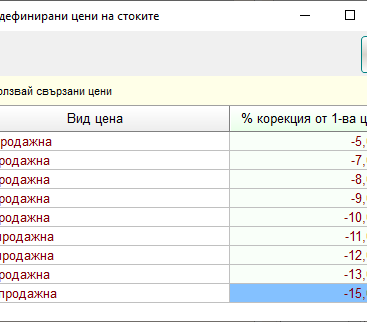 дефинирани цени на стоките
ползвай свързани цени
Вид цена % корекция от 1-ва ц
продажна -5,
продажна -7,
продажна -8,
продажна -9,
продажна -10,
продажна -11,
продажна -12,
продажна -13,
продажна -15,